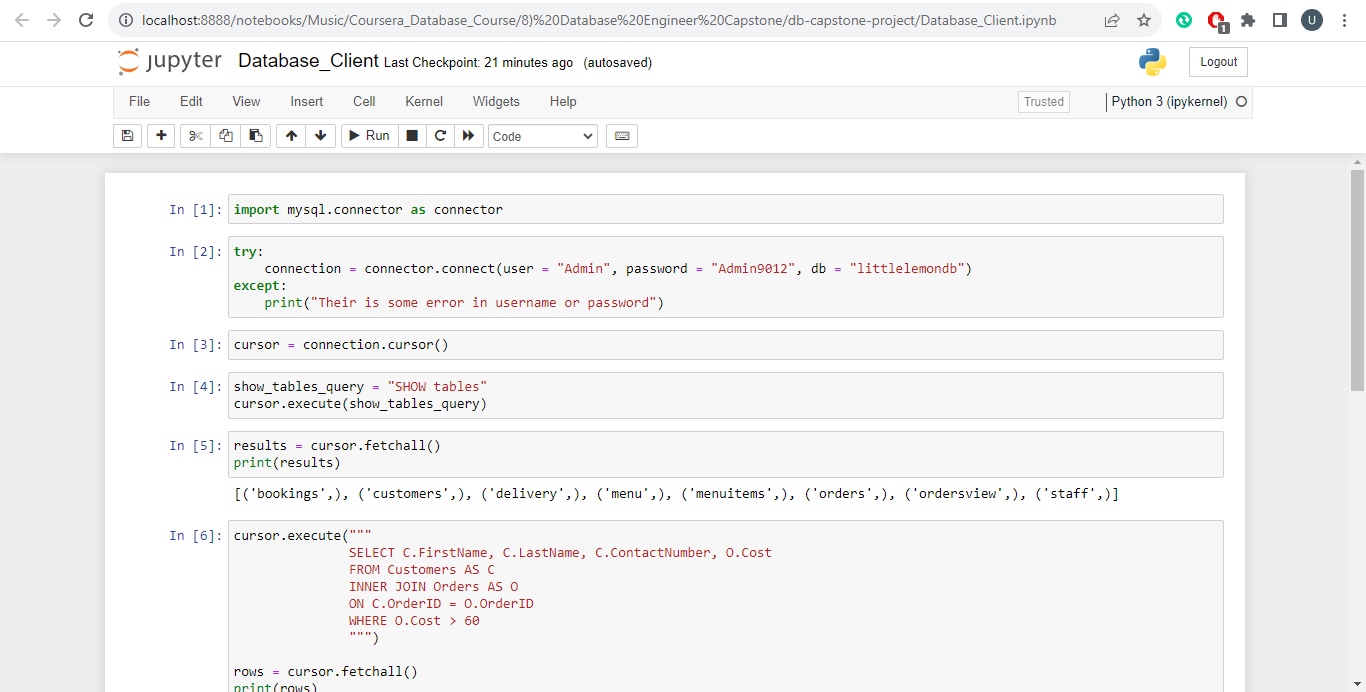 localhost:8888/notebooks/Music/Coursera_Database_Course/8)%20Database%20Engineer%20Capstone/db-capstone-project/Database_Client.ipynb
1
U
jupyter Database_Client Last Checkpoint: 21 minutes ago (autosaved)
Logout
File Edit View Insert Cell Kernel Widgets Help
Trusted
Python 3 (ipykernel)
Run
Code
In [1]: import mysql.connector as connector
In [2]: try:
    connection = connector.connect(user = "Admin", password = "Admin9012", db = "littlelemondb")
except:
    print("Their is some error in username or password")
In [3]: cursor = connection.cursor()
In [4]: show_tables_query = "SHOW tables"
cursor.execute(show_tables_query)
In [5]: results = cursor.fetchall()
print(results)
[('bookings',), ('customers',), ('delivery',), ('menu',), ('menuitems',), ('orders',), ('ordersview',), ('staff',)]
In [6]: cursor.execute("""
SELECT C.FirstName, C.LastName, C.ContactNumber, O.Cost
FROM Customers AS C
INNER JOIN Orders AS O
ON C.OrderID = O.OrderID
WHERE O.Cost > 60
""")
rows = cursor.fetchall()
print(rows)